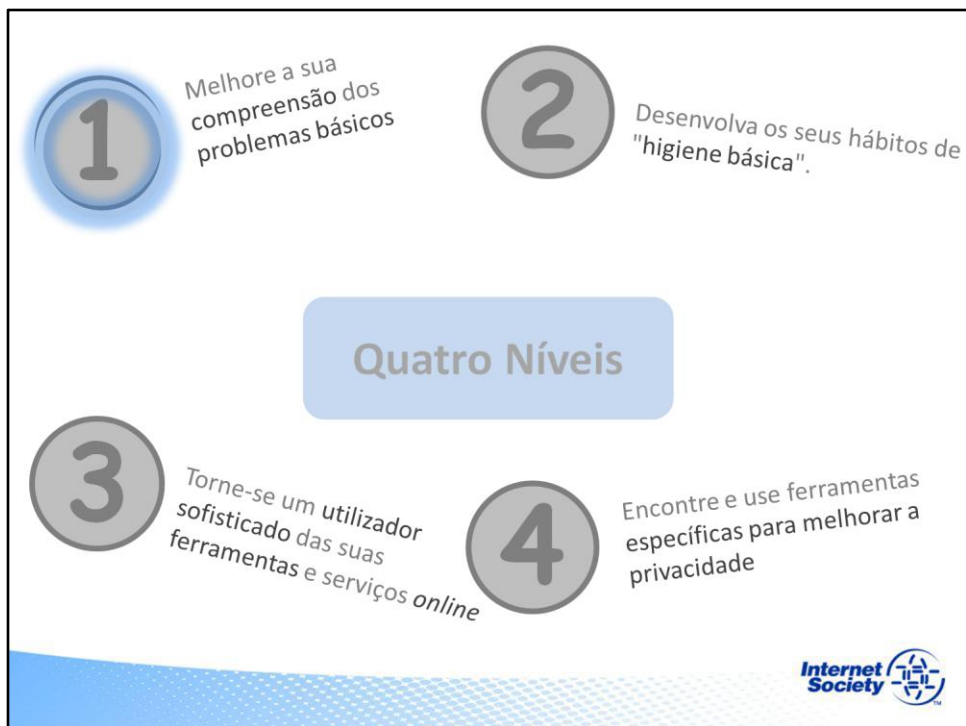 1
Melhore a sua
compreensão dos
problemas básicos
2
Desenvolva os seus hábitos de
"higiene básica".
Quatro Níveis
3
Torne-se um utilizador
sofisticado das suas
ferramentas e serviços online
4
Encontre e use ferramentas
específicas para melhorar a
privacidade
Internet
Society
TM